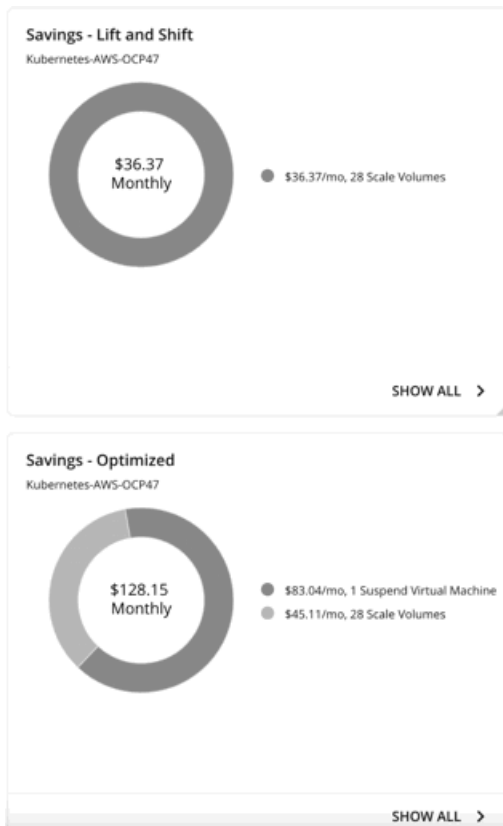 Savings - Lift and Shift
Kubernetes-AWS-OCP47
$36.37
Monthly
$36.37/mo, 28 Scale Volumes
SHOW ALL
Savings - Optimized
Kubernetes-AWS-OCP47
$128.15
Monthly
$83.04/mo, 1 Suspend Virtual Machine
$45.11/mo, 28 Scale Volumes
SHOW ALL